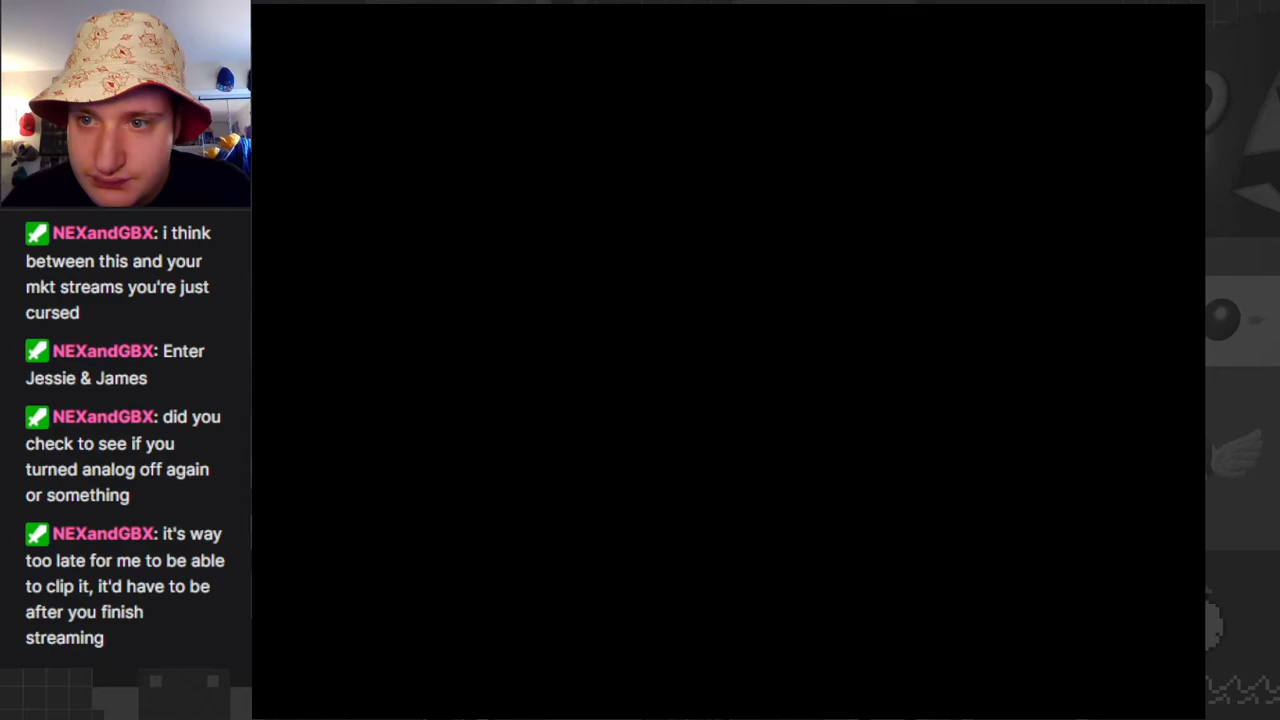 NEXandGBX: i think
between this and your
mkt streams you're just
cursed
NEXandGBX: Enter
Jessie & James
NEXandGBX: did you
check to see if you
turned analog off again
or something
NEXandGBX: it's way
too late for me to be able
to clip it, it'd have to be
after you finish
streaming